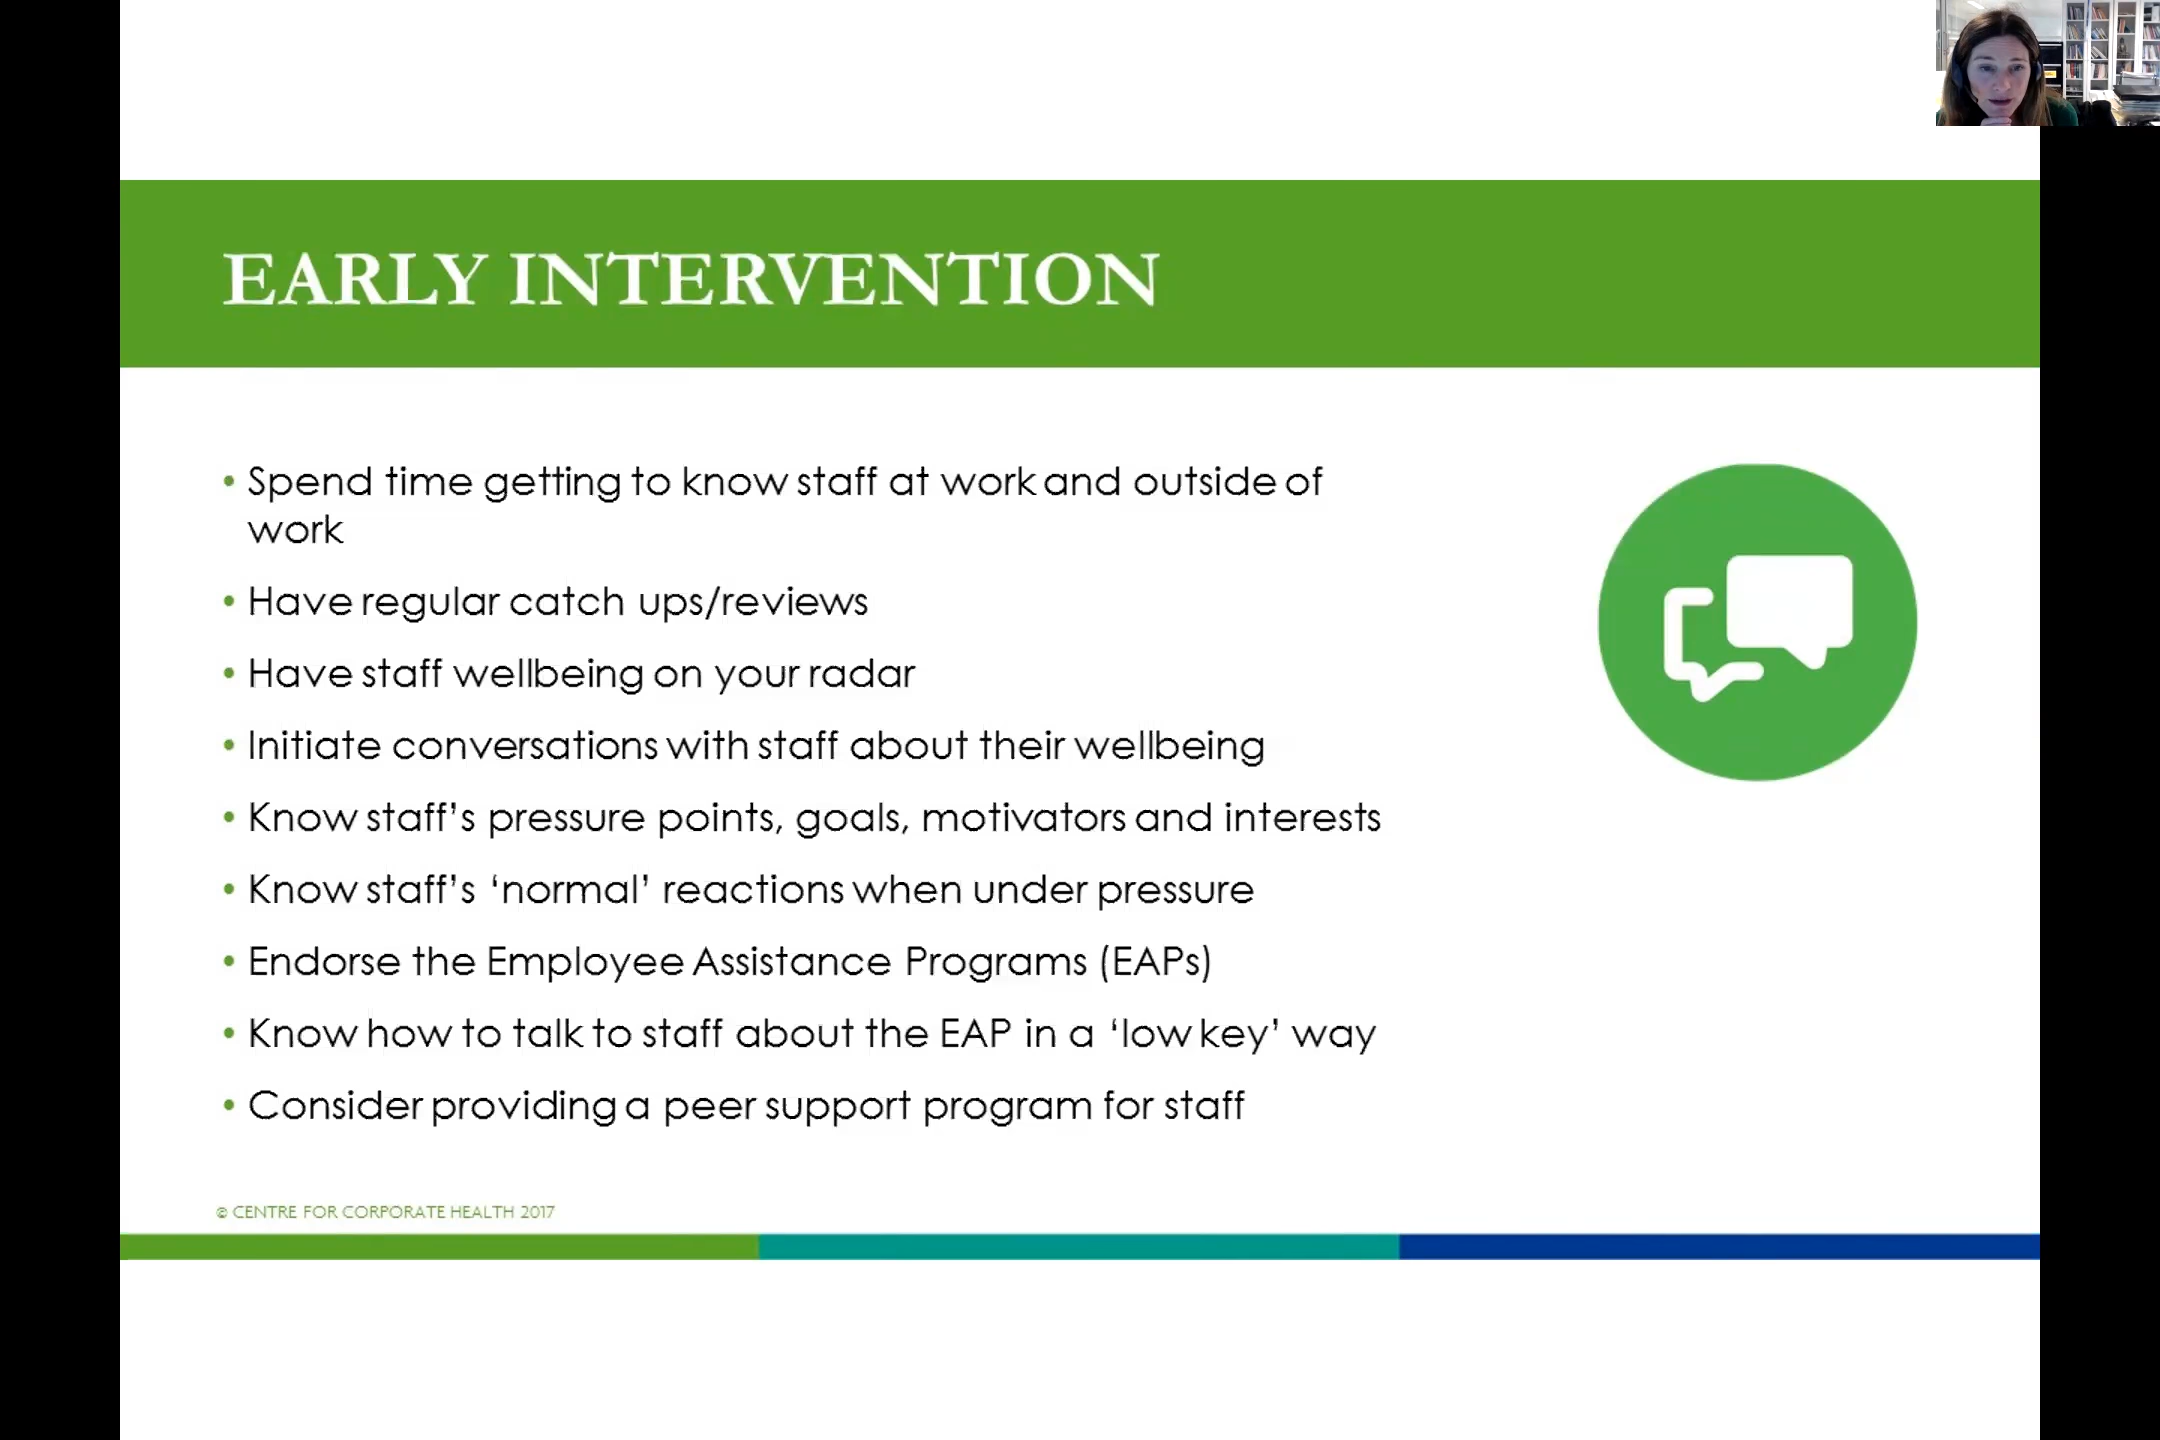 EARLY INTERVENTION
• Spend time getting to know staff at work and outside of
work
• Have regular catch ups/reviews
• Have staff wellbeing on your radar
• Initiate conversations with staff about their wellbeing
• Know staff’s pressure points, goals, motivators and interests
• Know staff’s ‘normal’ reactions when under pressure
• Endorse the Employee Assistance Programs (EAPs)
• Know how to talk to staff about the EAP in a ‘low key’ way
• Consider providing a peer support program for staff
© CENTRE FOR CORPORATE HEALTH 2017